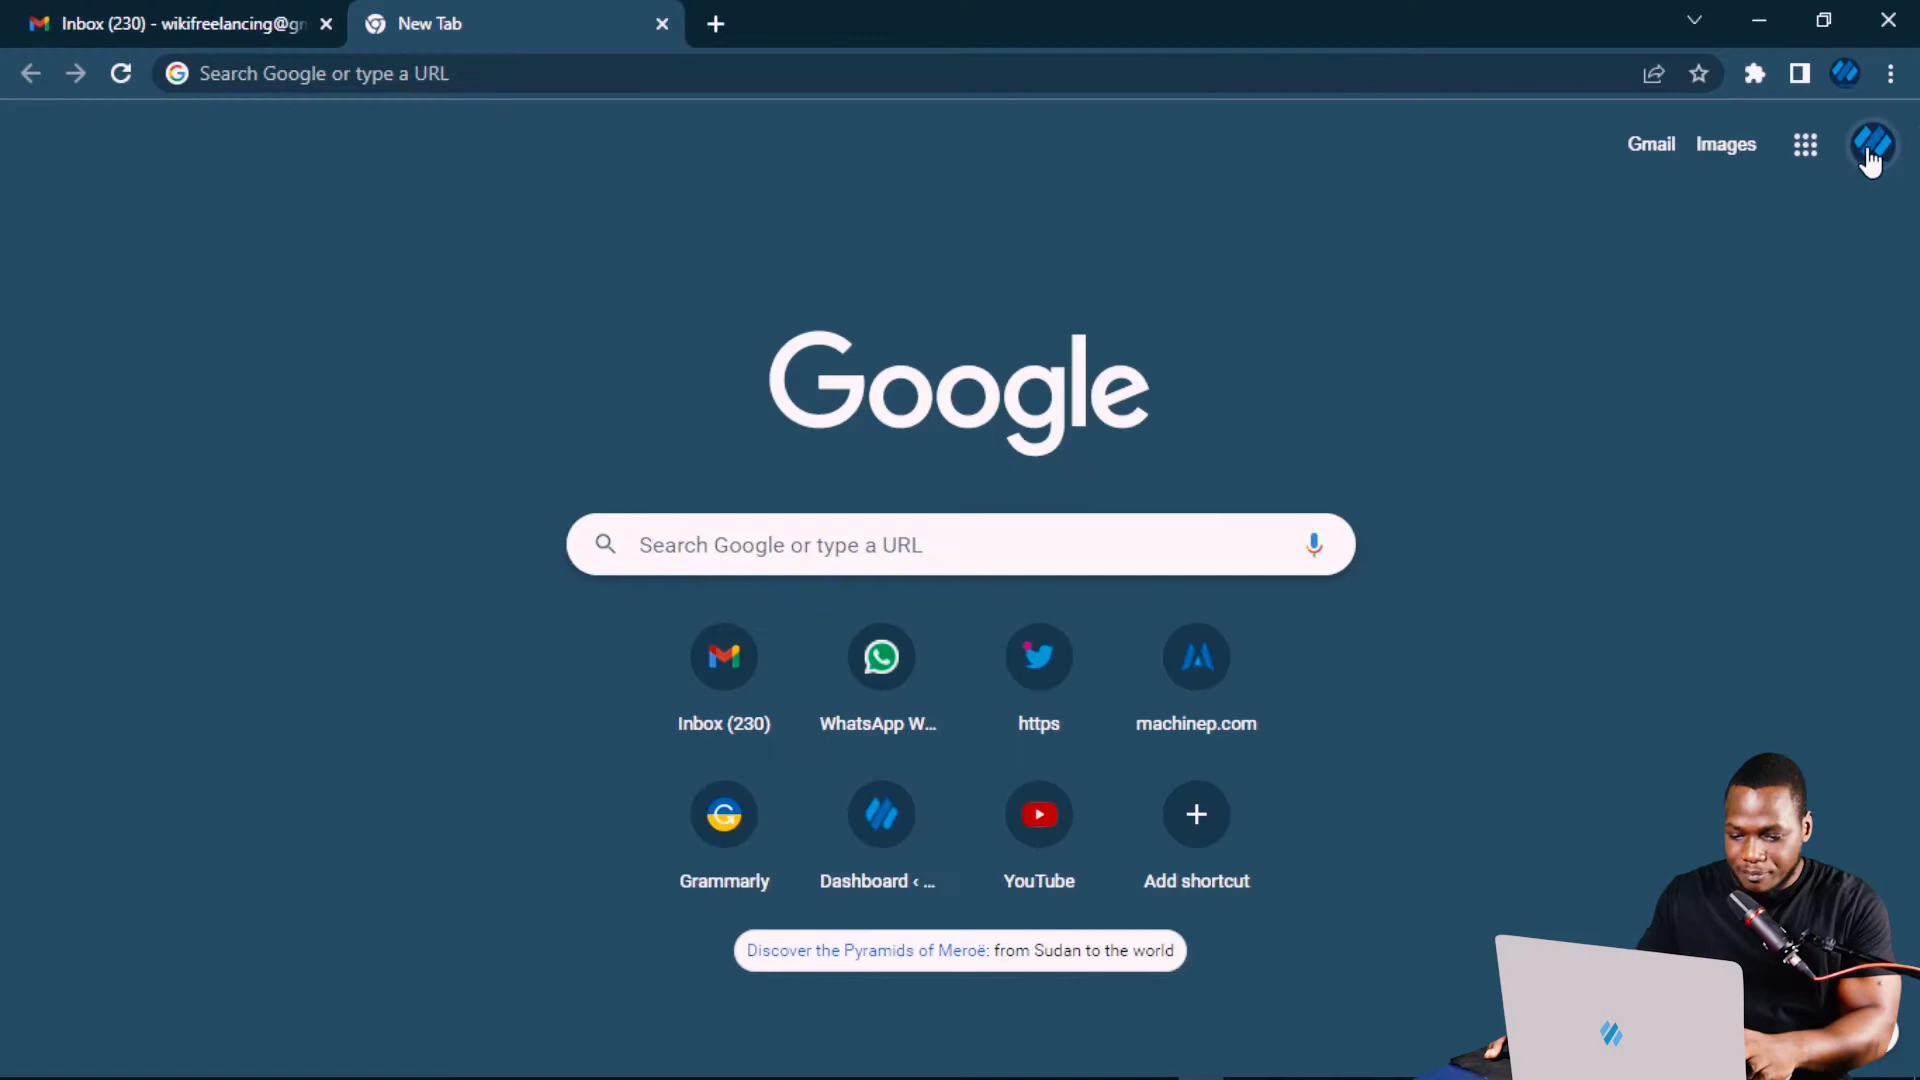 Inbox (230) - wikifreelancing@gm
New Tab
Search Google or type a URL
Gmail
Images
Google
Search Google or type a URL
Inbox (230)
WhatsApp W...
https
machinep.com
Grammarly
Dashboard ‹ ...
YouTube
Add shortcut
Discover the Pyramids of Meroë: from Sudan to the world